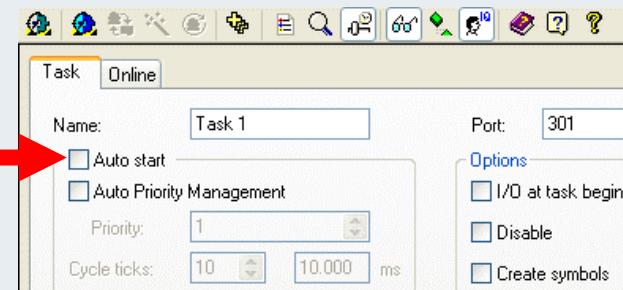 Task Online
Name: Task 1 Port: 301
Auto start Options
Auto Priority Management I/O at task begin
Priority: 1 Disable
Cycle ticks: 10 10.000 ms Create symbols